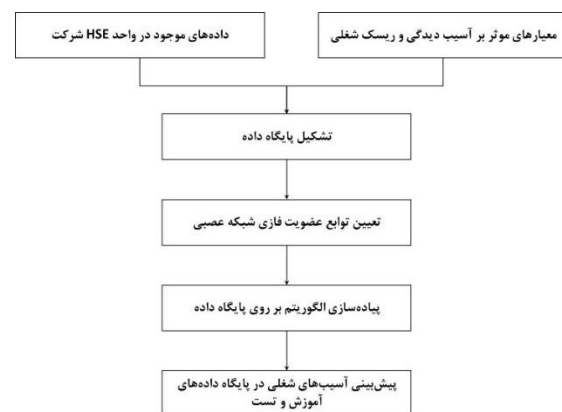 معیارهای موثر بر آسیب دیدگی و ریسک شغلی
داده‌های موجود در واحد HSE شرکت
تشکیل پایگاه داده
تعیین توابع عضویت فازی شبکه عصبی
پیاده‌سازی الگوریتم بر روی پایگاه داده
پیش‌بینی آسیب‌های شغلی در پایگاه داده‌های
آموزش و تست